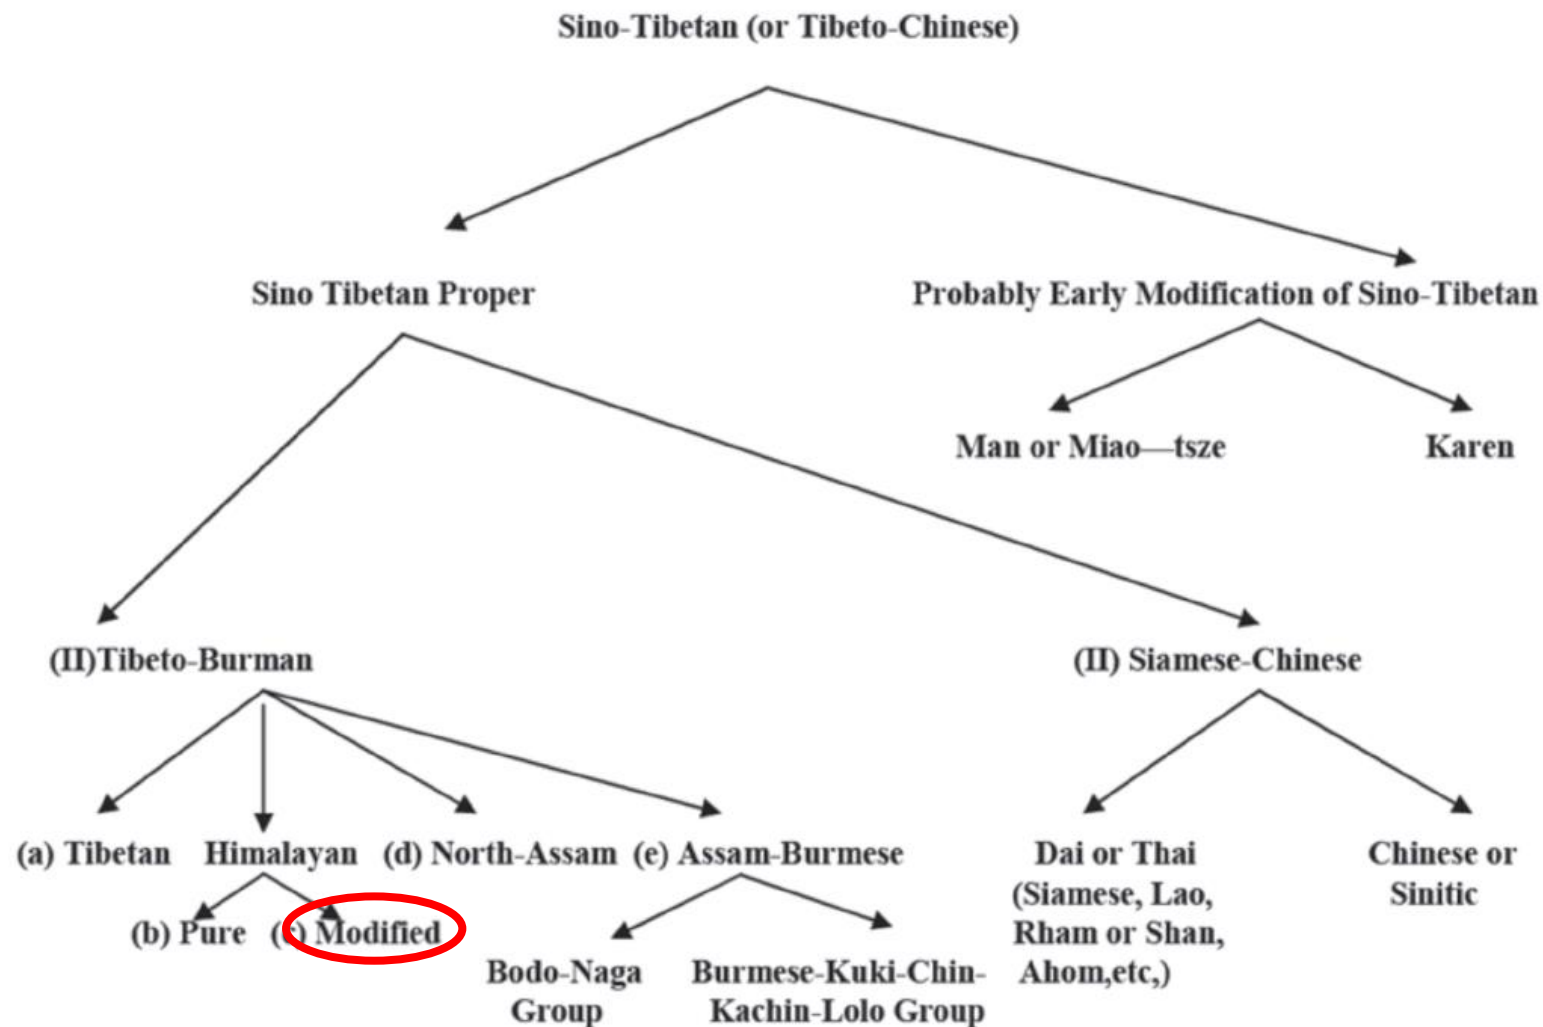 Sino-Tibetan (or Tibeto-Chinese)
Sino Tibetan Proper
Probably Early Modification of Sino-Tibetan
Man or Miao—tsze
Karen
(II)Tibeto-Burman
(II) Siamese-Chinese
(a) Tibetan
Himalayan
(d) North-Assam
(e) Assam-Burmese
Dai or Thai
(Siamese, Lao,
Rham or Shan,
Ahom,etc,)
Chinese or
Sinitic
(b) Pure
(c) Modified
Bodo-Naga
Group
Burmese-Kuki-Chin-
Kachin-Lolo Group